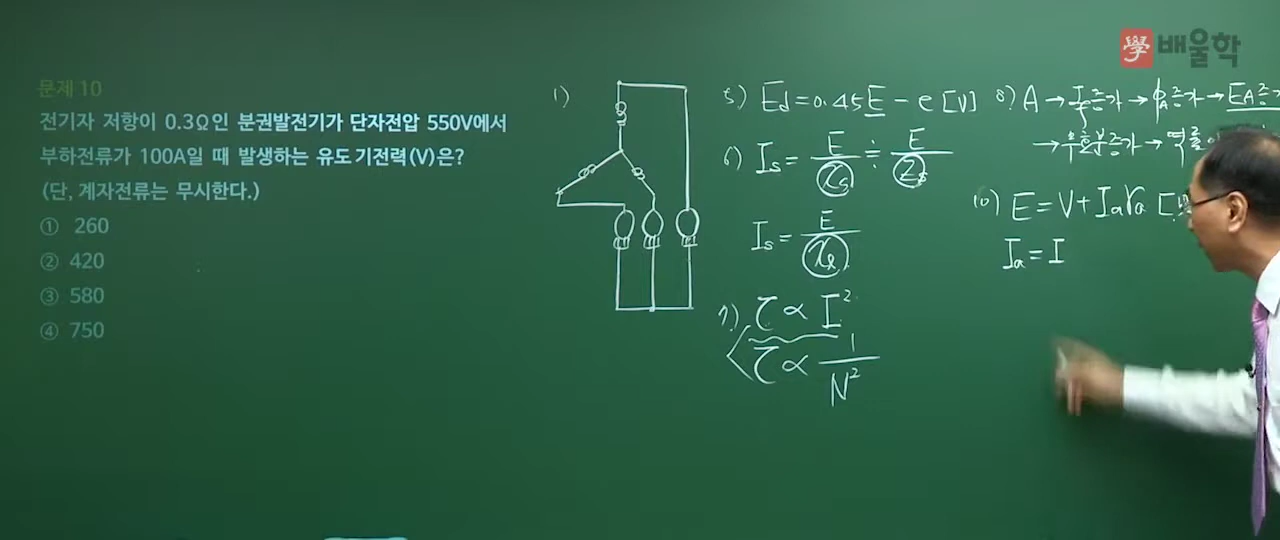 學 배울학
문제 10
전기자 저항이 0.3Ω인 분권발전기가 단자전압 550V에서
부하전류가 100A일 때 발생하는 유도기전력(V)은?
(단, 계자전류는 무시한다.)
① 260
② 420
③ 580
④ 750
1)
5) Ed = 0.45E - e [V]
6) Is = E/xs ≒ E/Zs
Is = E/xl
7) τ ∝ I²
τ ∝ 1/N²
8) A → 증가 → 증가 → EA증
→ 증가 →
10) E = V + Iara
Ia = I